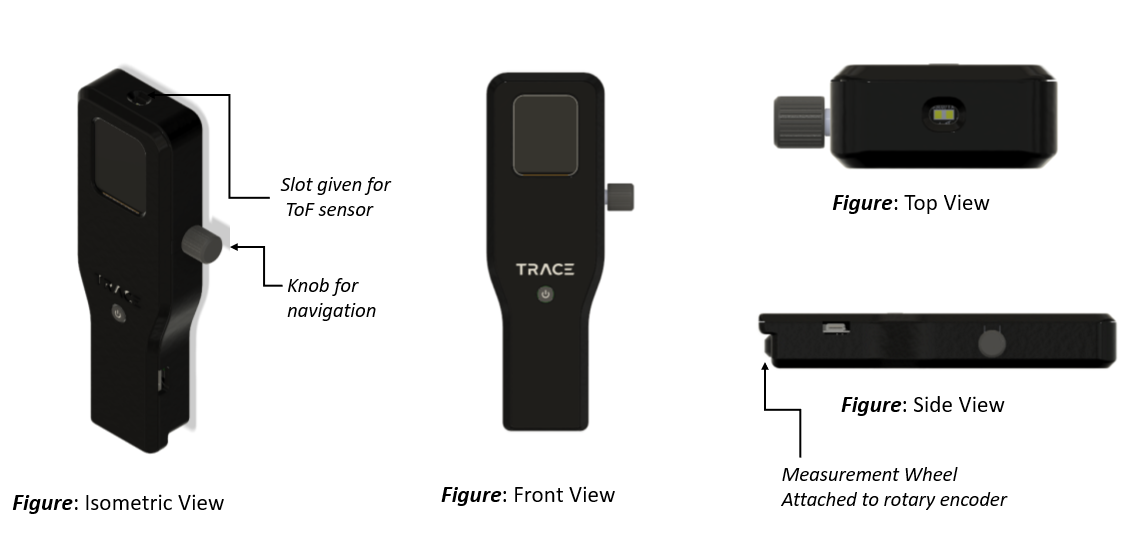 Slot given for
ToF sensor
Knob for
navigation
TRACE
Figure: Isometric View
TRACE
Figure: Front View
Figure: Top View
Figure: Side View
Measurement Wheel
Attached to rotary encoder